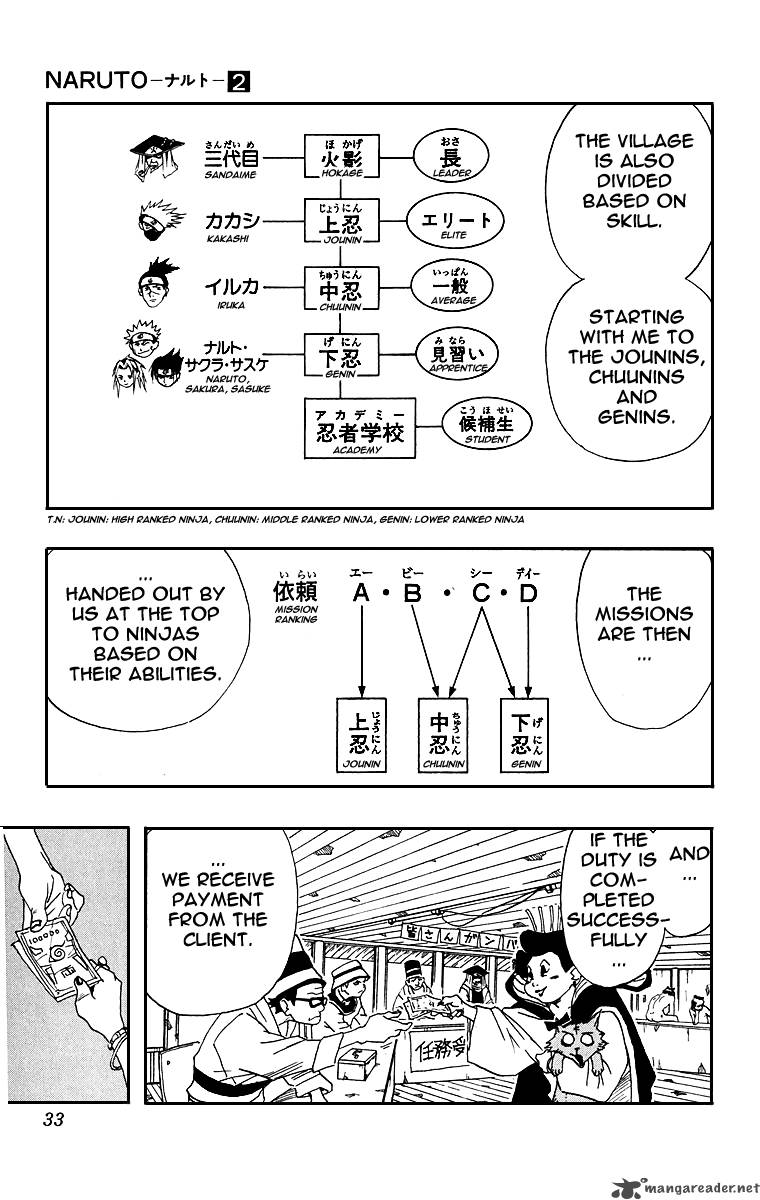 NARUTO－ナルト－2
THE VILLAGE
IS ALSO
DIVIDED
BASED ON
SKILL.
STARTING
WITH ME TO
THE JOUNINS,
CHUUNINS
AND
GENINS.
さんだいめ ほかげ おさ
三代目 火影 長
SANDAIME HOKAGE LEADER
じょうにん
カカシ 上忍 エリート
KAKASHI JOUNIN ELITE
ちゅうにん いっぱん
イルカ 中忍 一般
IRUKA CHUUNIN AVERAGE
げにん みなら
ナルト・
サクラ・サスケ 下忍 見習い
NARUTO,
SAKURA, SASUKE GENIN APPRENTICE
アカデミー こうほせい
忍者学校 候補生
ACADEMY STUDENT
T.N: JOUNIN: HIGH RANKED NINJA, CHUUNIN: MIDDLE RANKED NINJA, GENIN: LOWER RANKED NINJA
THE
MISSIONS
ARE THEN
...
いらい エー ビー シー ディー
依頼 A・B・C・D
MISSION
RANKING
じょうにん ちゅうにん げにん
上忍 中忍 下忍
JOUNIN CHUUNIN GENIN
...
HANDED OUT BY
US AT THE TOP
TO NINJAS
BASED ON
THEIR ABILITIES.
AND
...
IF THE
DUTY IS
COM-
PLETED
SUCCESS-
FULLY
...
...
WE RECEIVE
PAYMENT
FROM THE
CLIENT.
皆さんガンバ
任務受
33
mangareader.net